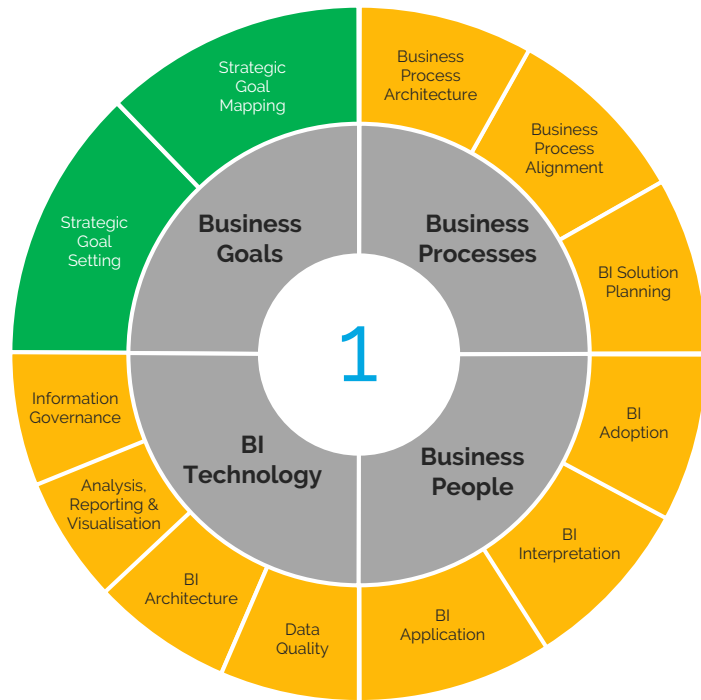 Strategic
Goal
Mapping
Business
Process
Architecture
Business
Process
Alignment
Strategic
Goal
Setting
Business
Goals
Business
Processes
BI Solution
Planning
1
Information
Governance
BI
Technology
Business
People
BI
Adoption
Analysis,
Reporting &
Visualisation
BI
Interpretation
BI
Architecture
Data
Quality
BI
Application